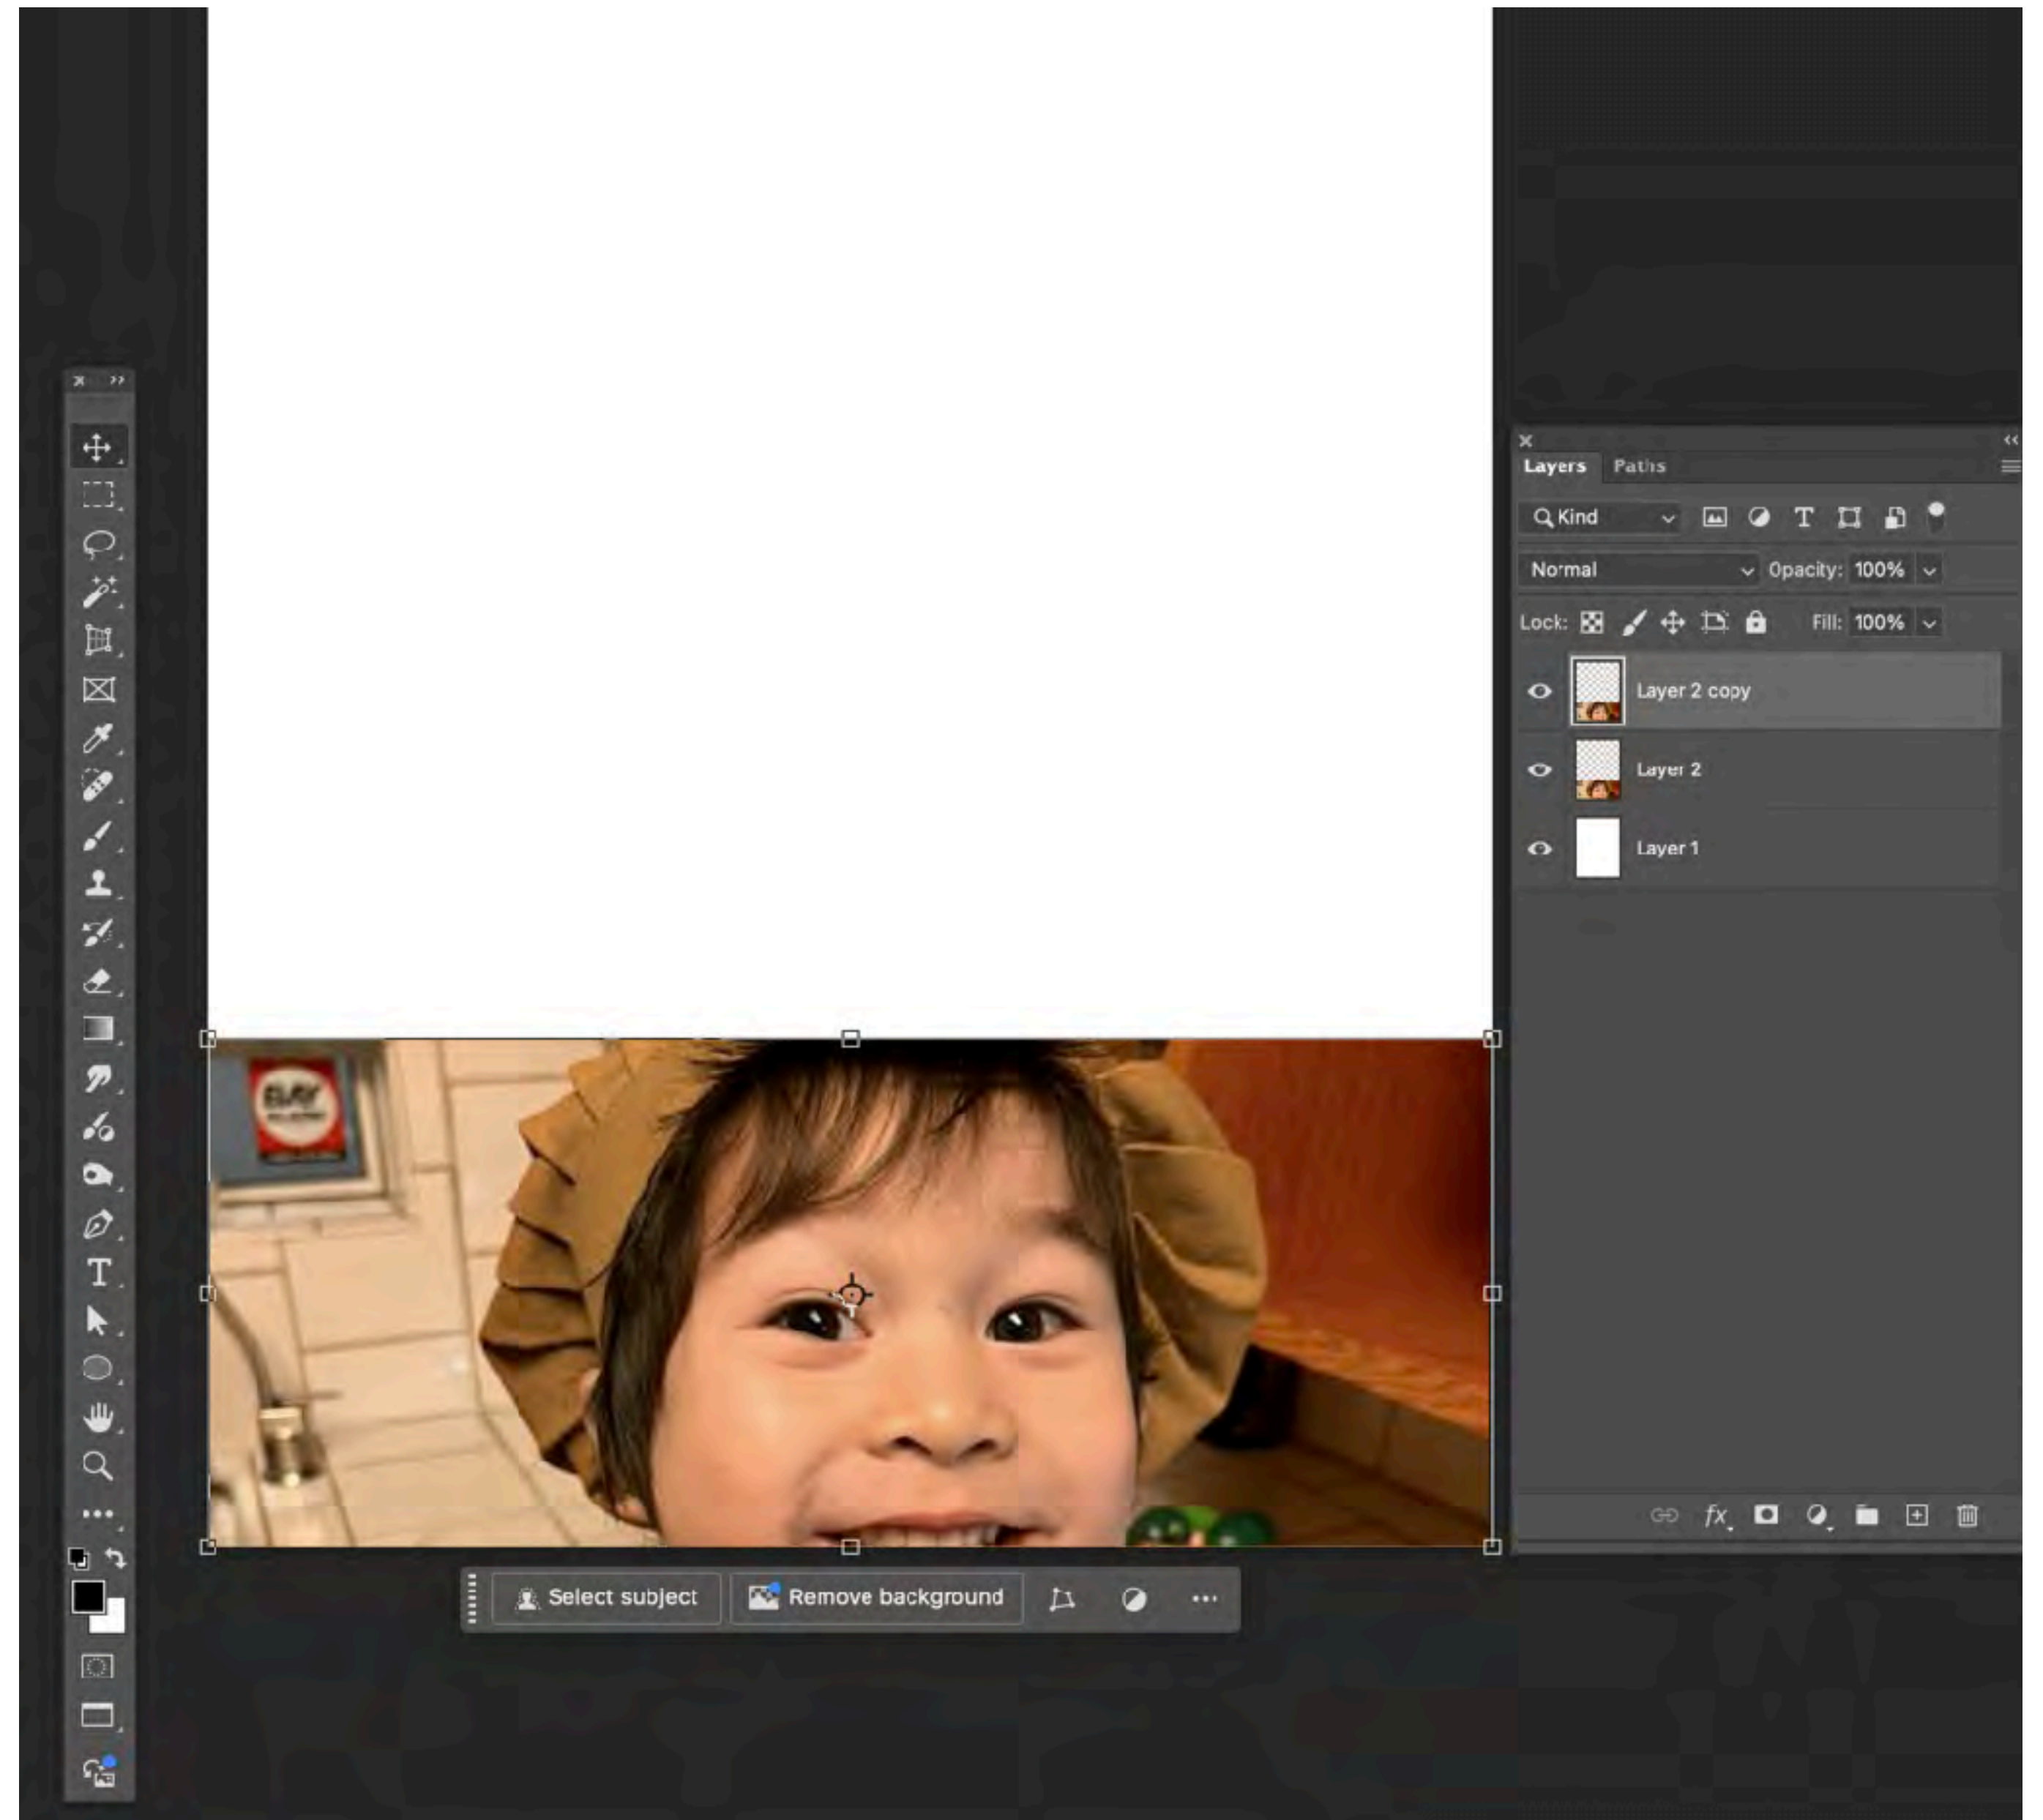 Layers Paths
Kind
Normal Opacity: 100%
Lock: Fill: 100%
Layer 2 copy
Layer 2
Layer 1
T
fx
Select subject Remove background